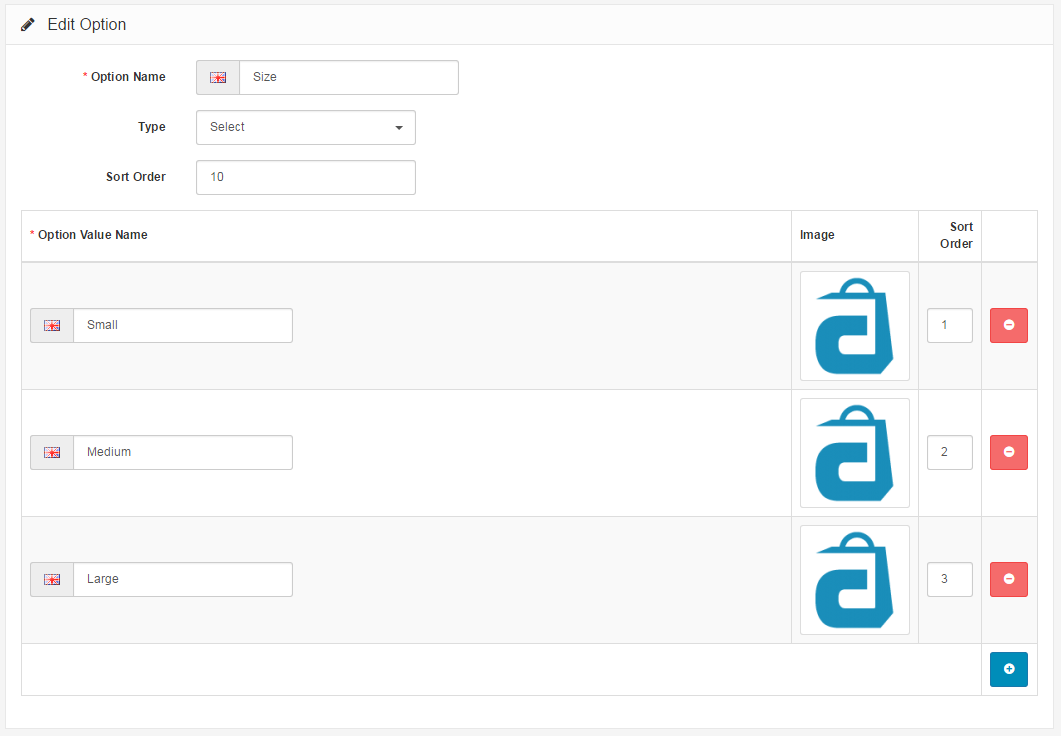 Edit Option
* Option Name
Size
Type
Select
Sort Order
10
* Option Value Name
Image
Sort
Order
Small
1
Medium
2
Large
3